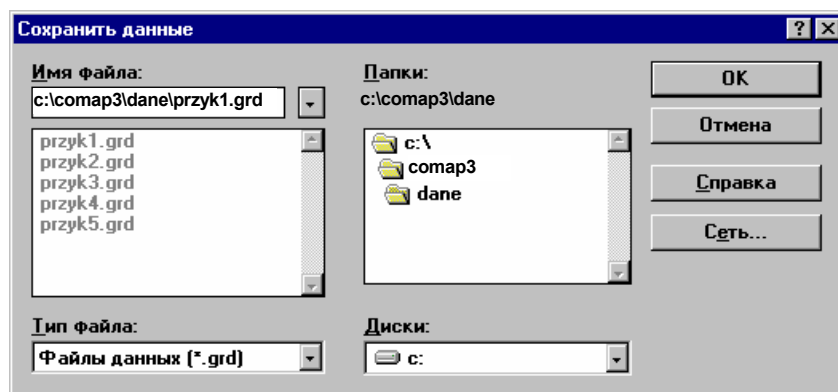 Сохранить данные
Имя файла:
c:\comap3\dane\przyk1.grd
przyk1.grd
przyk2.grd
przyk3.grd
przyk4.grd
przyk5.grd
Тип файла:
Файлы данных (*.grd)
Папки:
c:\comap3\dane
c:\
comap3
dane
Диски:
c:
OK
Отмена
Справка
Сеть...